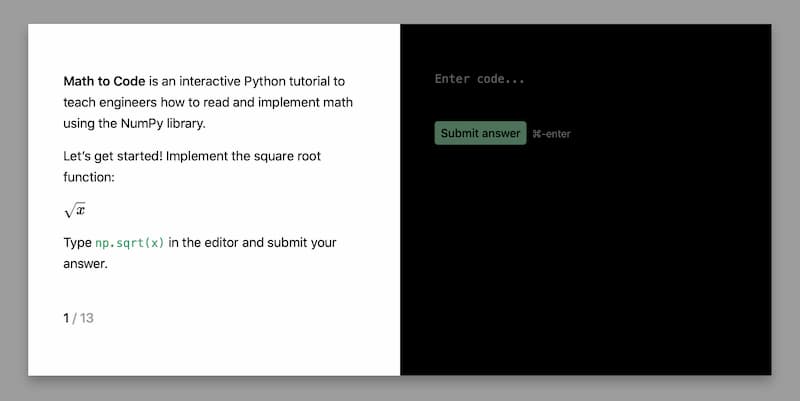 Math to Code is an interactive Python tutorial to
teach engineers how to read and implement math
using the NumPy library.
Let's get started! Implement the square root
function:
√x
Type np.sqrt(x) in the editor and submit your
answer.
1 / 13
Enter code...
Submit answer ⌘-enter